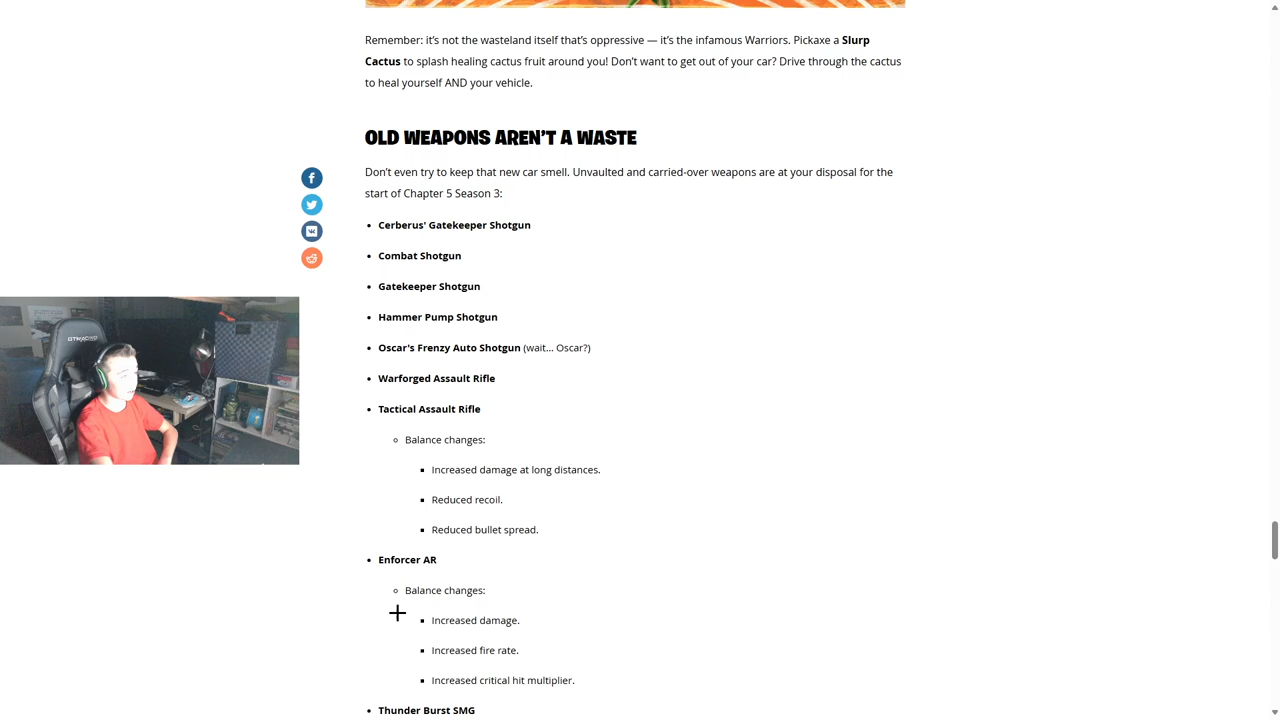 Remember: it’s not the wasteland itself that’s oppressive — it’s the infamous Warriors. Pickaxe a Slurp
Cactus to splash healing cactus fruit around you! Don’t want to get out of your car? Drive through the cactus
to heal yourself AND your vehicle.
OLD WEAPONS AREN’T A WASTE
Don’t even try to keep that new car smell. Unvaulted and carried-over weapons are at your disposal for the
start of Chapter 5 Season 3:
Cerberus' Gatekeeper Shotgun
Combat Shotgun
Gatekeeper Shotgun
Hammer Pump Shotgun
Oscar's Frenzy Auto Shotgun (wait... Oscar?)
Warforged Assault Rifle
Tactical Assault Rifle
Balance changes:
Increased damage at long distances.
Reduced recoil.
Reduced bullet spread.
Enforcer AR
Balance changes:
Increased damage.
Increased fire rate.
Increased critical hit multiplier.
Thunder Burst SMG
GTRACING